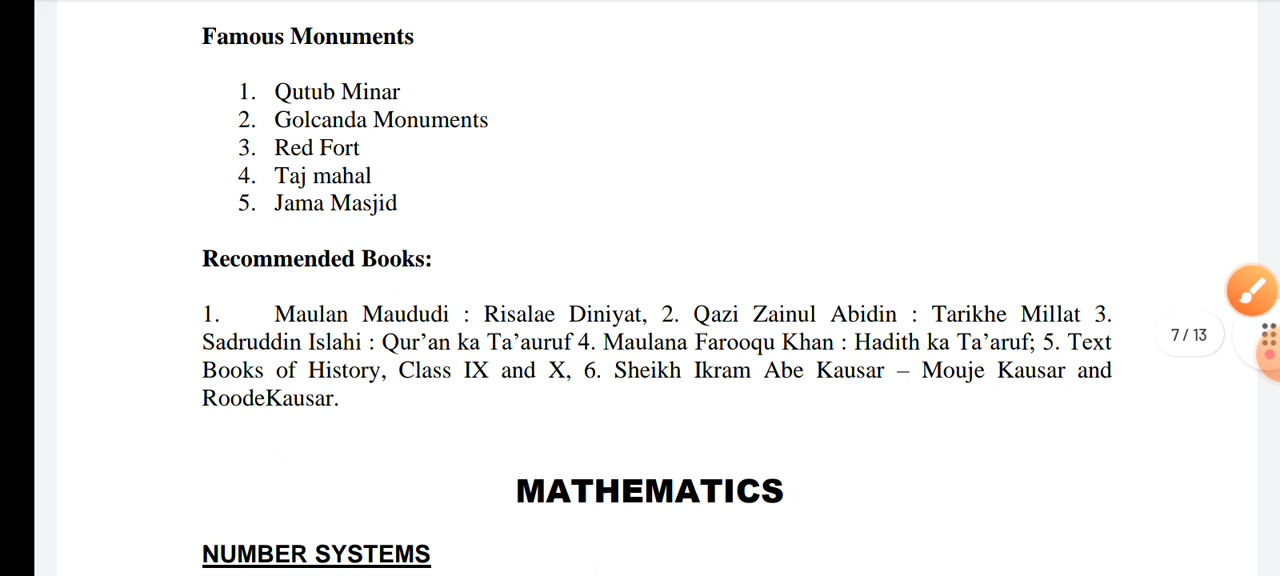 Famous Monuments
1. Qutub Minar
2. Golcanda Monuments
3. Red Fort
4. Taj mahal
5. Jama Masjid
Recommended Books:
1. Maulan Maududi : Risalae Diniyat, 2. Qazi Zainul Abidin : Tarikhe Millat 3.
Sadruddin Islahi : Qur’an ka Ta’auruf 4. Maulana Farooqu Khan : Hadith ka Ta’aruf; 5. Text
Books of History, Class IX and X, 6. Sheikh Ikram Abe Kausar – Mouje Kausar and
RoodeKausar.
7/13
MATHEMATICS
NUMBER SYSTEMS